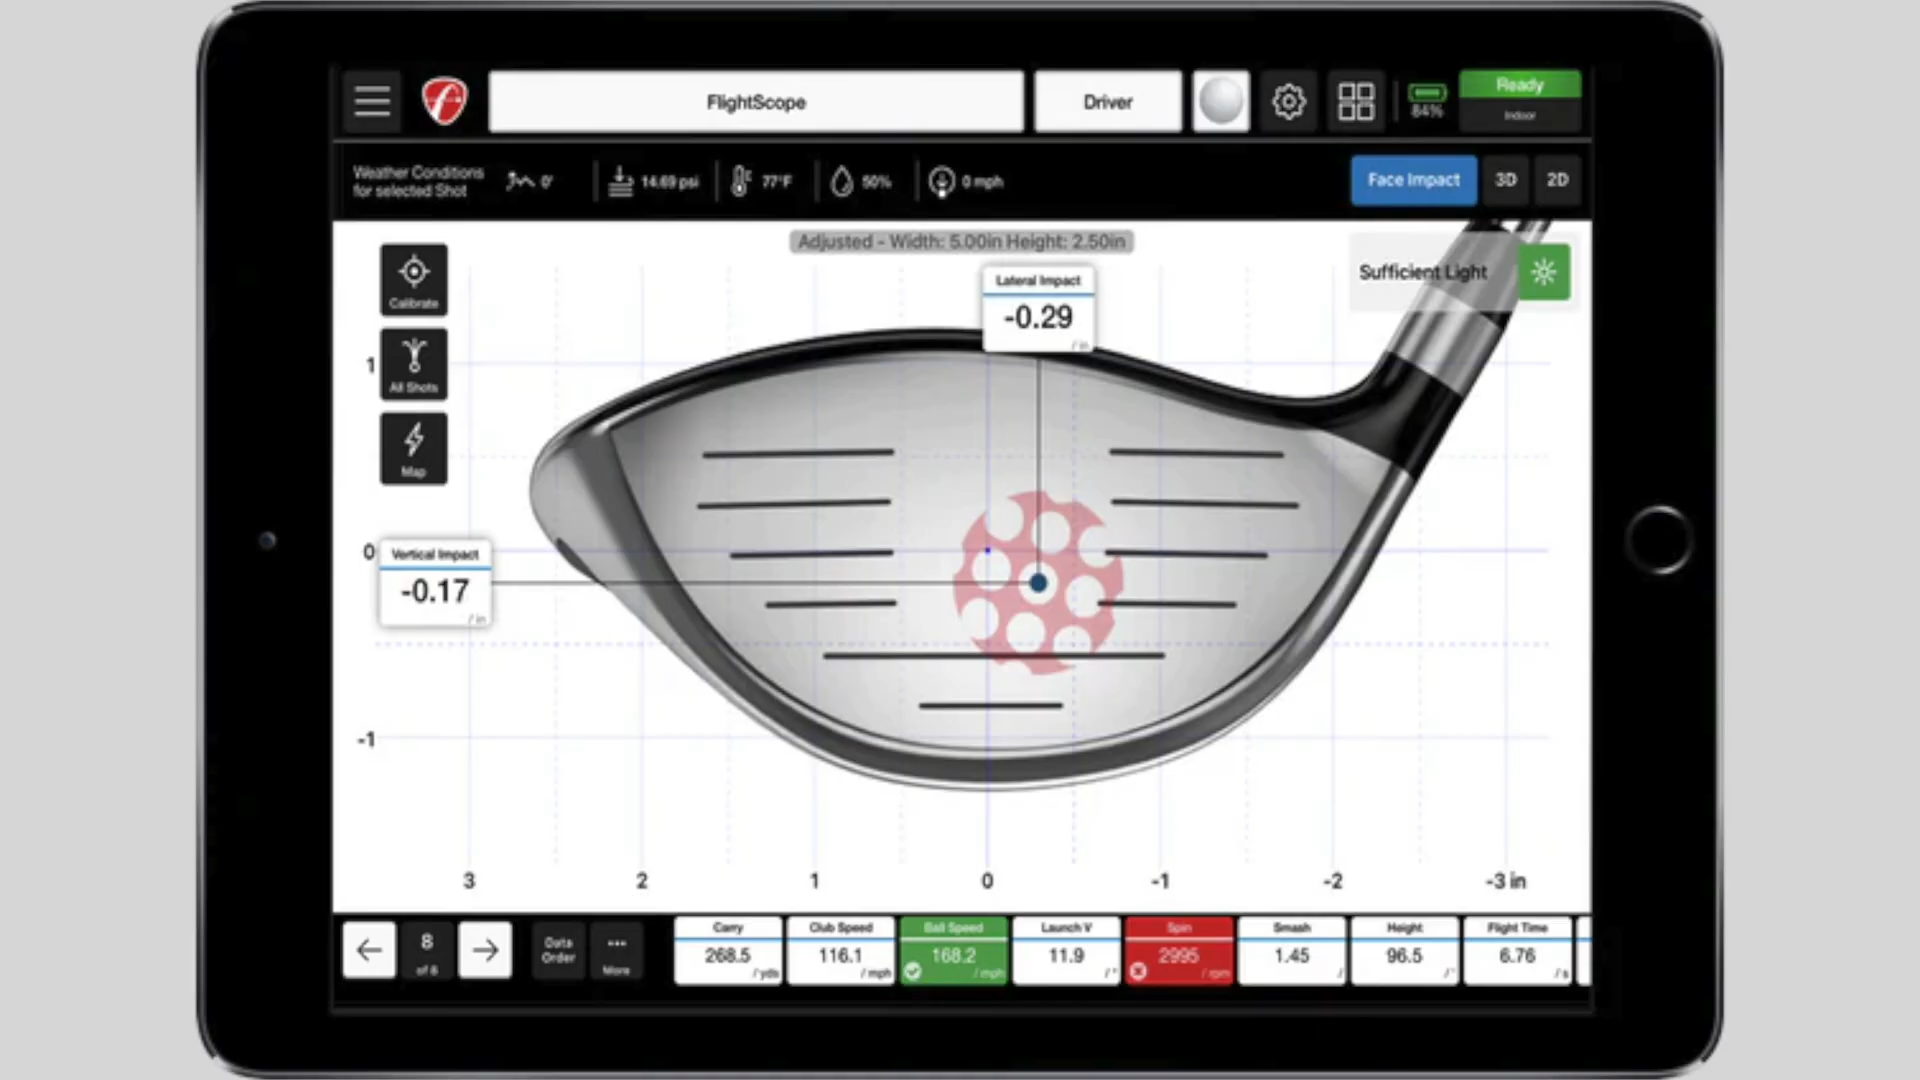 FlightScope
Driver
84%
Ready
Indoor
Weather Conditions
for selected Shot
0'
14.69 psi
77°F
50%
0 mph
Face Impact
3D
2D
Adjusted - Width: 5.00in Height: 2.50in
Sufficient Light
Calibrate
All Shots
Map
Lateral Impact
-0.29
/ in
Vertical Impact
-0.17
/ in
1
0
-1
3
2
1
0
-1
-2
-3 in
8
of 8
Data
Order
More
Carry
268.5
/ yds
Club Speed
116.1
/ mph
Ball Speed
168.2
/ mph
Launch V
11.9
/ °
Spin
2995
/ rpm
Smash
1.45
/
Height
96.5
/ '
Flight Time
6.76
/ s